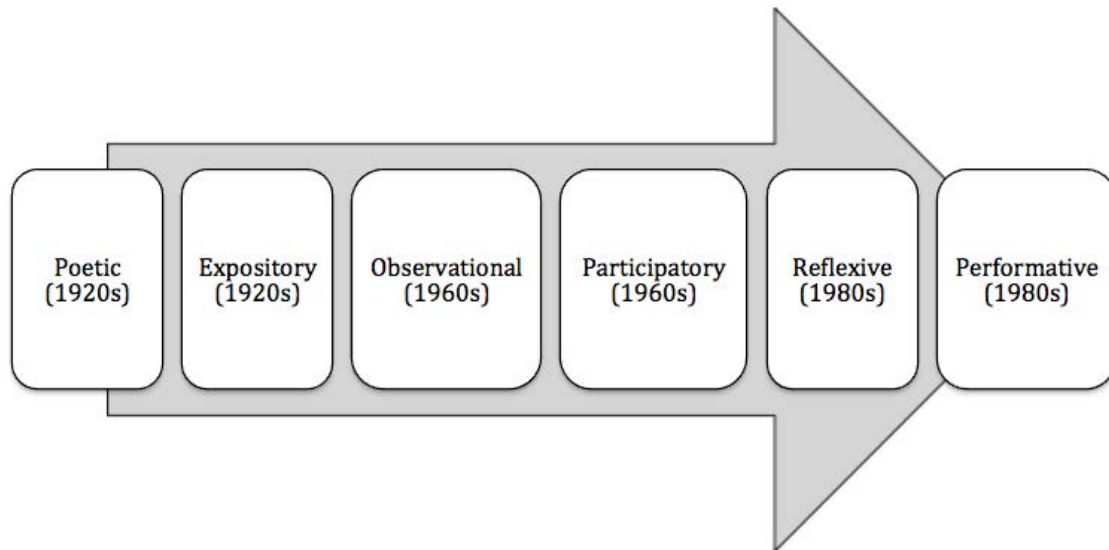 Poetic
(1920s)
Expository
(1920s)
Observational
(1960s)
Participatory
(1960s)
Reflexive
(1980s)
Performative
(1980s)